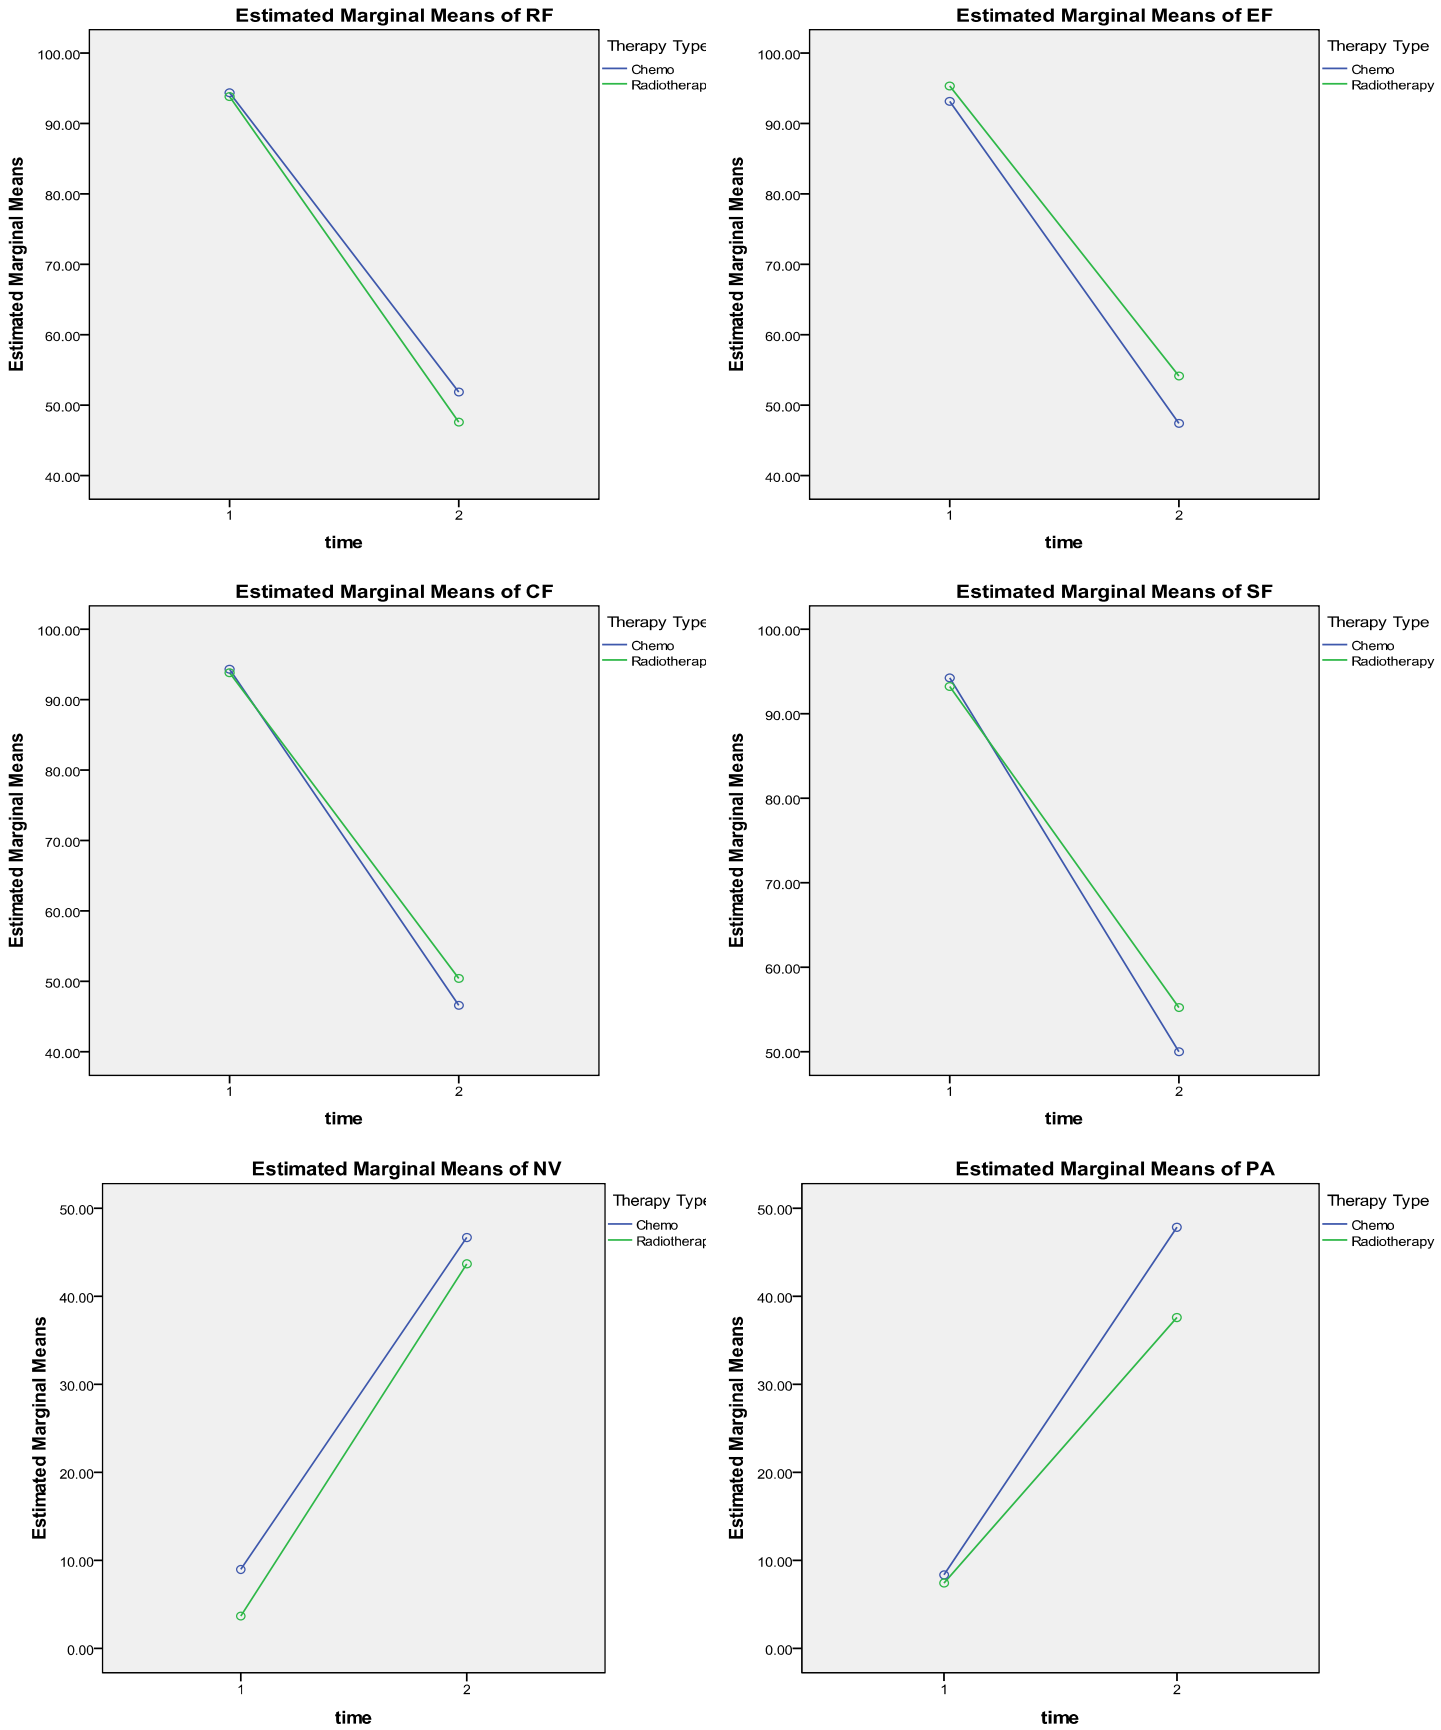 Estimated Marginal Means of RF
Therapy Type
Chemo
Radiotherap
100.00
90.00
80.00
70.00
60.00
50.00
40.00
Estimated Marginal Means
1
2
time
Estimated Marginal Means of EF
Therapy Type
Chemo
Radiotherapy
100.00
90.00
80.00
70.00
60.00
50.00
40.00
Estimated Marginal Means
1
2
time
Estimated Marginal Means of CF
Therapy Type
Chemo
Radiotherap
100.00
90.00
80.00
70.00
60.00
50.00
40.00
Estimated Marginal Means
1
2
time
Estimated Marginal Means of SF
Therapy Type
Chemo
Radiotherapy
100.00
90.00
80.00
70.00
60.00
50.00
Estimated Marginal Means
1
2
time
Estimated Marginal Means of NV
Therapy Type
Chemo
Radiotherap
50.00
40.00
30.00
20.00
10.00
0.00
Estimated Marginal Means
1
2
time
Estimated Marginal Means of PA
Therapy Type
Chemo
Radiotherapy
50.00
40.00
30.00
20.00
10.00
0.00
Estimated Marginal Means
1
2
time